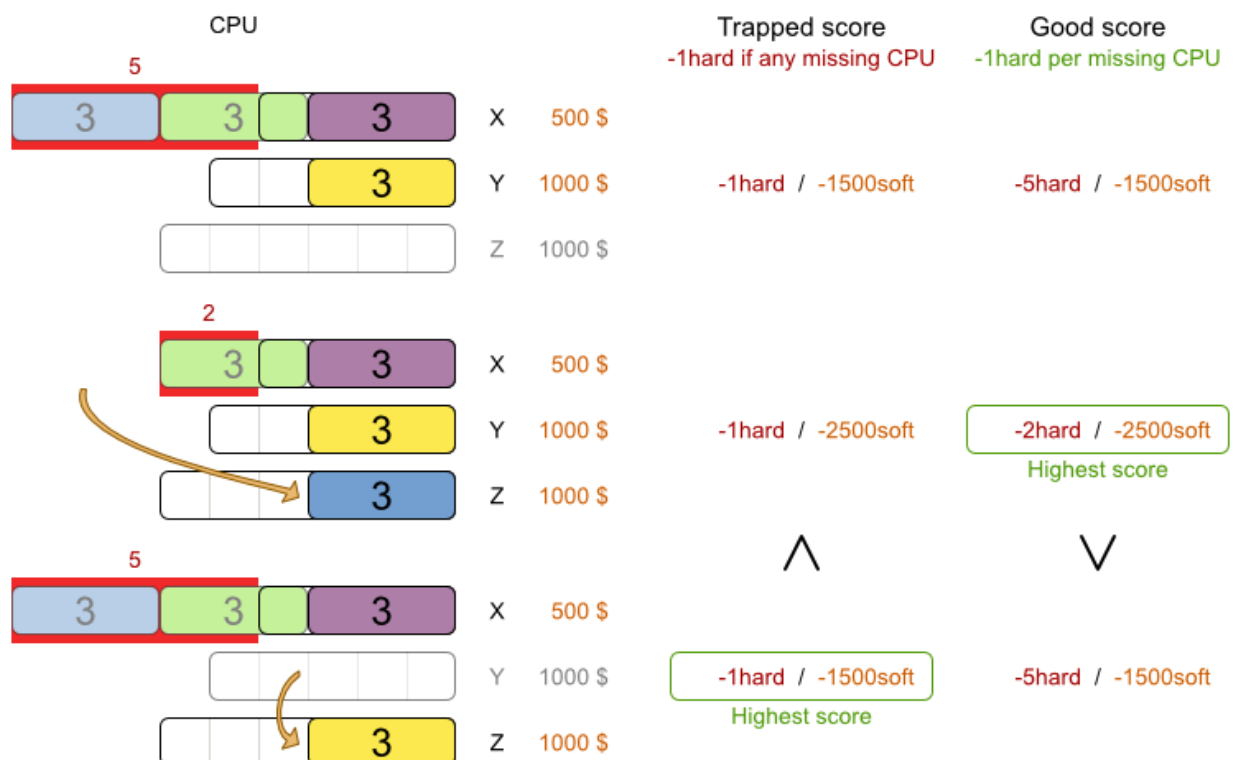 CPU Trapped score Good score
-1hard if any missing CPU -1hard per missing CPU
5
3 3 3 X 500 $
3 Y 1000 $ -1hard / -1500soft -5hard / -1500soft
Z 1000 $
2
3 3 X 500 $
3 Y 1000 $ -1hard / -2500soft -2hard / -2500soft
Highest score
3 Z 1000 $
5
3 3 3 X 500 $
Y 1000 $ -1hard / -1500soft -5hard / -1500soft
Highest score
3 Z 1000 $